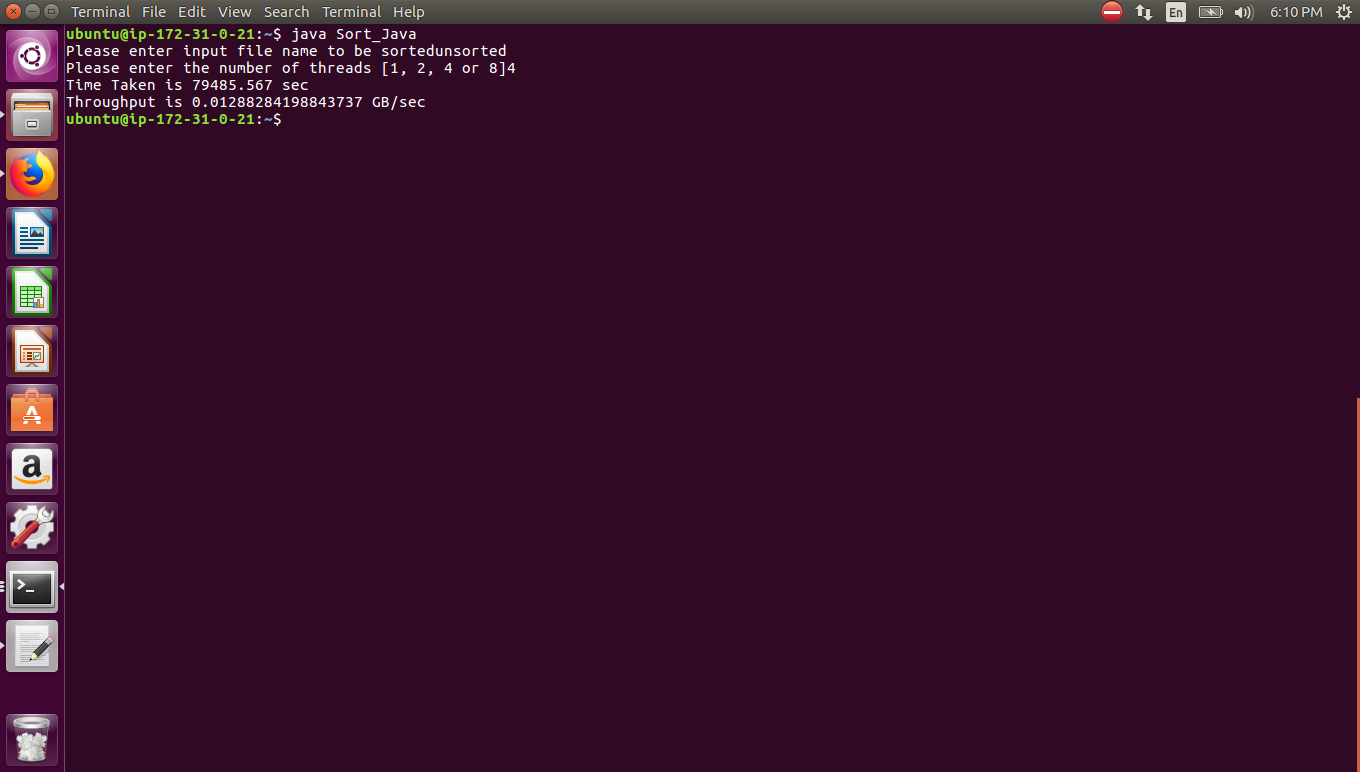 Terminal File Edit View Search Terminal Help En 6:10 PM
ubuntu@ip-172-31-0-21:~$ java Sort_Java
Please enter input file name to be sortedunsorted
Please enter the number of threads [1, 2, 4 or 8]4
Time Taken is 79485.567 sec
Throughput is 0.01288284198843737 GB/sec
ubuntu@ip-172-31-0-21:~$